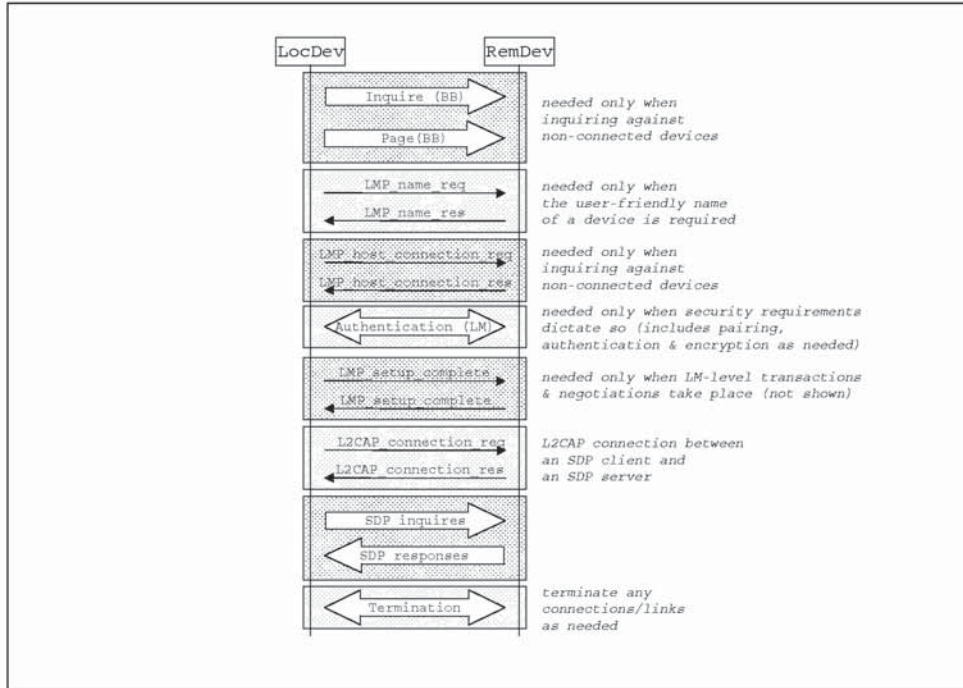 LocDev
RemDev
Inquire (BB)
Page(BB)
needed only when
inquiring against
non-connected devices
LMP_name_req
LMP_name_res
needed only when
the user-friendly name
of a device is required
LMP_host_connection_req
LMP_host_connection_res
needed only when
inquiring against
non-connected devices
Authentication (LM)
needed only when security requirements
dictate so (includes pairing,
authentication & encryption as needed)
LMP_setup_complete
LMP_setup_complete
needed only when LM-level transactions
& negotiations take place (not shown)
L2CAP_connection_req
L2CAP_connection_res
L2CAP connection between
an SDP client and
an SDP server
SDP inquires
SDP responses
Termination
terminate any
connections/links
as needed